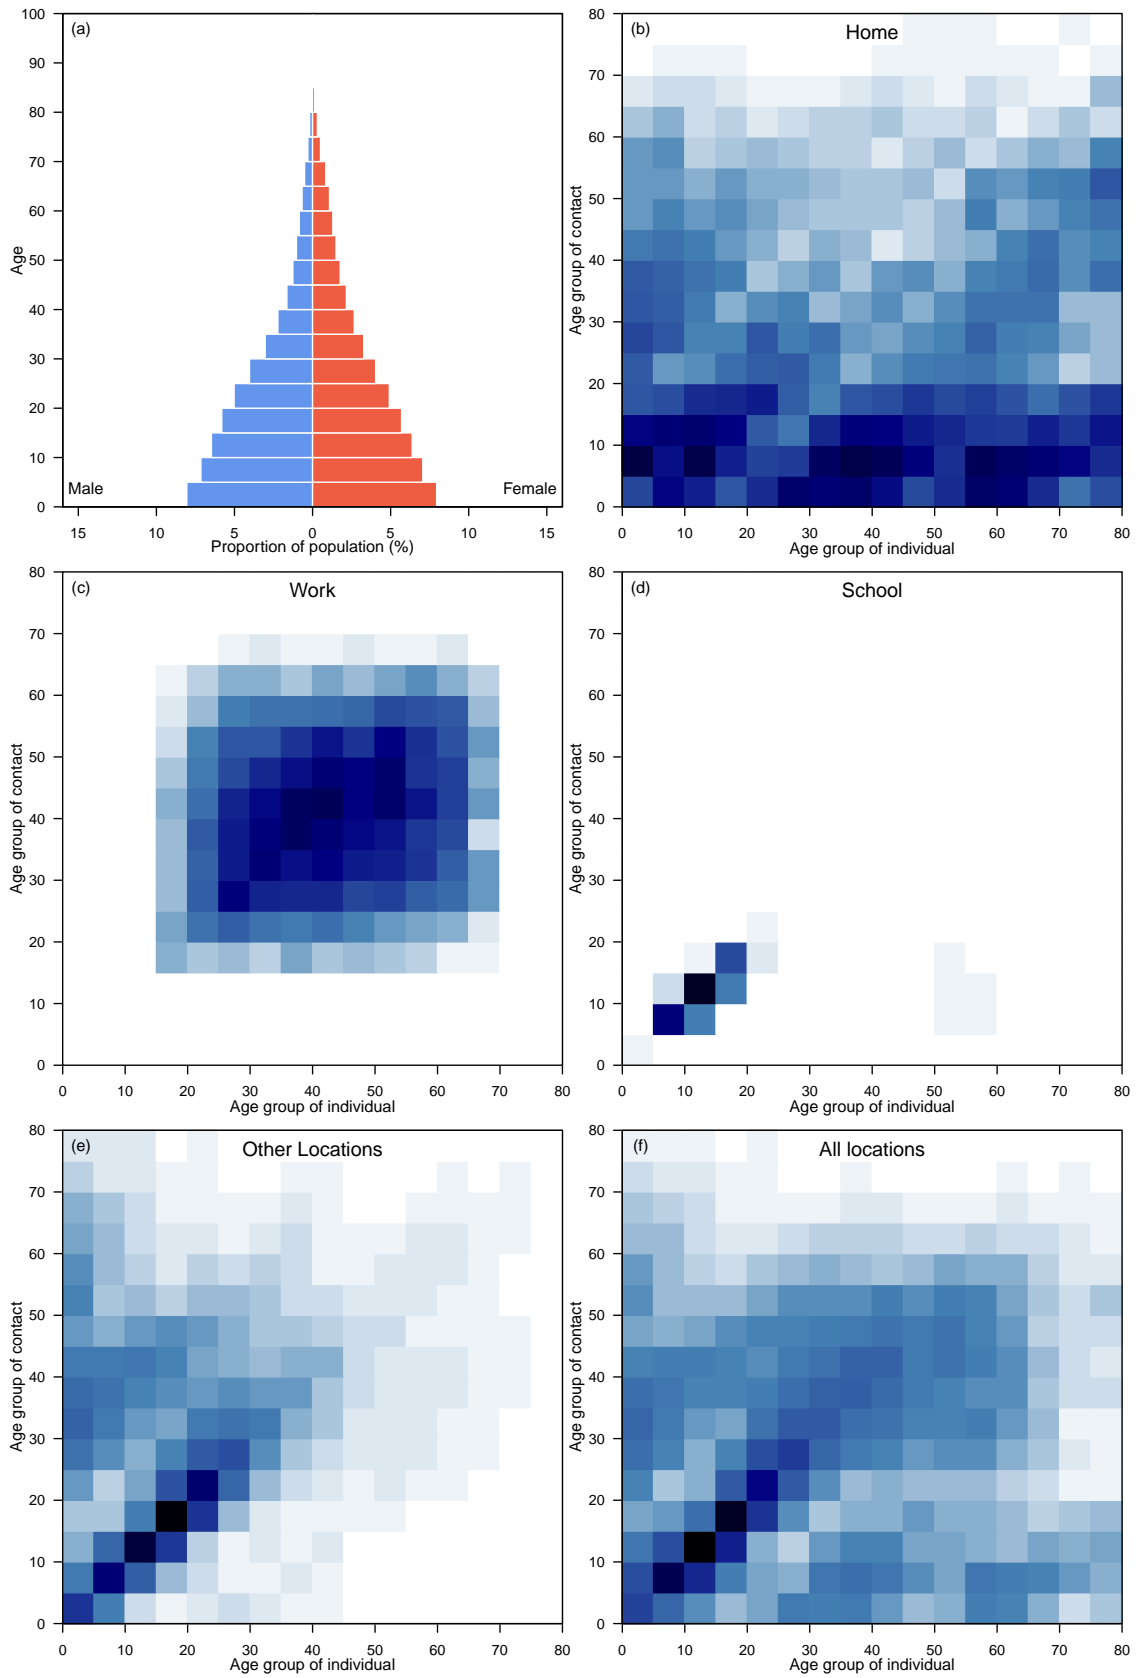 (a)
100
90
80
70
60
50
40
30
20
10
0
Age
Male
Female
15 10 5 0 5 10 15
Proportion of population (%)
(b) Home
80
70
60
50
40
30
20
10
0
Age group of contact
0 10 20 30 40 50 60 70 80
Age group of individual
(c) Work
80
70
60
50
40
30
20
10
0
Age group of contact
0 10 20 30 40 50 60 70 80
Age group of individual
(d) School
80
70
60
50
40
30
20
10
0
Age group of contact
0 10 20 30 40 50 60 70 80
Age group of individual
(e) Other Locations
80
70
60
50
40
30
20
10
0
Age group of contact
0 10 20 30 40 50 60 70 80
Age group of individual
(f) All locations
80
70
60
50
40
30
20
10
0
Age group of contact
0 10 20 30 40 50 60 70 80
Age group of individual